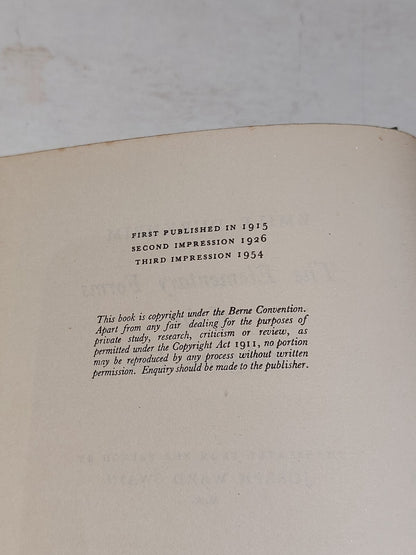 FIRST PUBLISHED IN 1915
SECOND IMPRESSION 1926
THIRD IMPRESSION 1954
This book is copyright under the Berne Convention.
Apart from any fair dealing for the purposes of
private study, research, criticism or review, as
permitted under the Copyright Act 1911, no portion
may be reproduced by any process without written
permission. Enquiry should be made to the publisher.